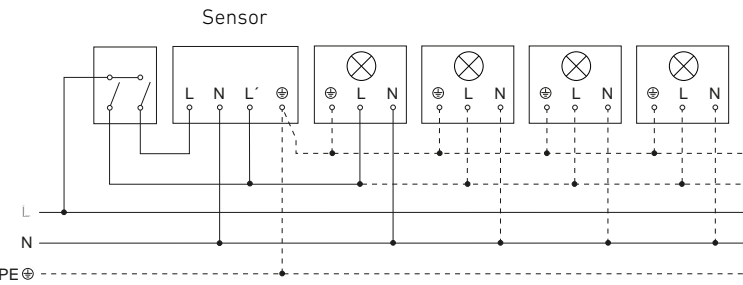 Sensor
L N L´ ⏚ ⏚ L N ⏚ L N ⏚ L N ⏚ L N
L
N
PE ⏚